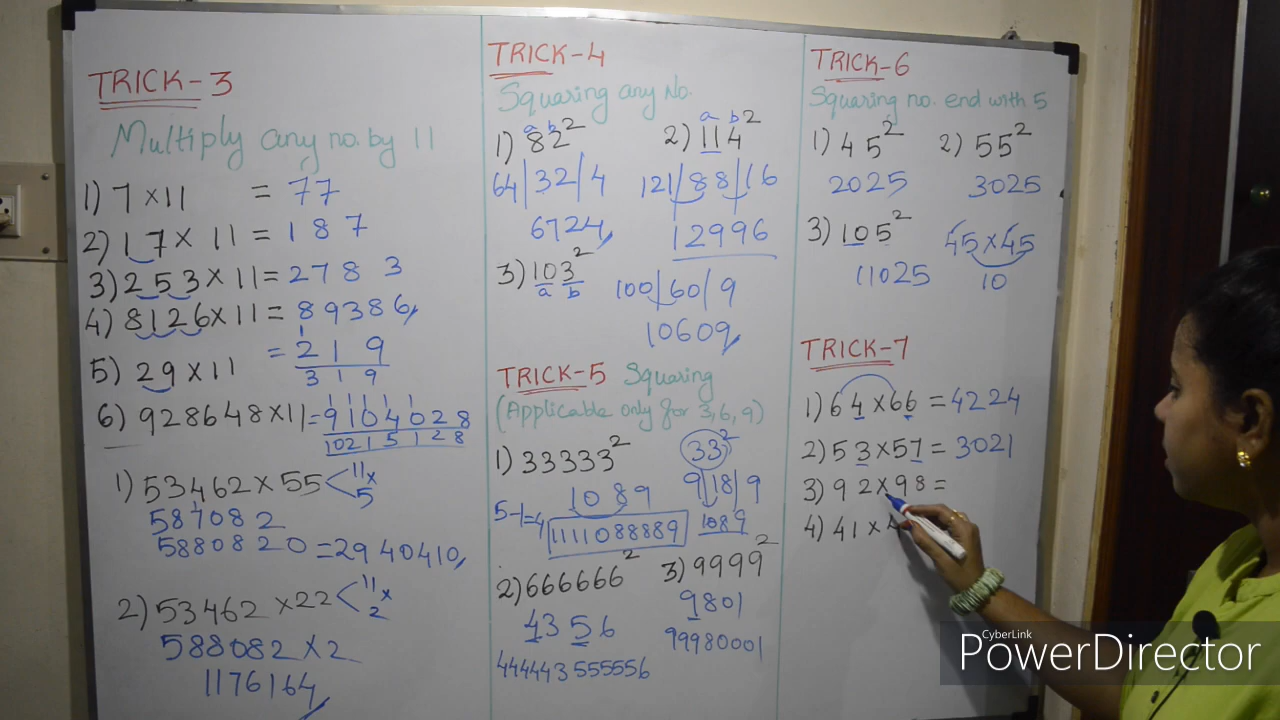 TRICK-3
Multiply any no. by 11
1) 7 × 11 = 77
2) 17 × 11 = 187
3) 253 × 11 = 2783
4) 8126 × 11 = 89386
5) 29 × 11 = 1 219
319
6) 928648 × 11 = 9104028
10215128
1) 53462 × 55 < 11 × 5
587082
5880820 = 2940410
2) 53462 × 22 < 11 × 2
588082 × 2
1176164
TRICK-4
Squaring any No.
a b
1) 82²
64 | 32 | 4
6724
a b
2) 114²
121 | 88 | 16
12996
3) 103²
a b
100 | 60 | 9
10609
TRICK-5 Squaring
(Applicable only for 3, 6, 9)
1) 33333²
33²
1089
9 | 18 | 9
5-1=4
1111088889
1089
2) 666666²
4356
444443555556
3) 9999²
9801
99980001
TRICK-6
Squaring no. end with 5
1) 45²
2025
2) 55²
3025
3) 105²
11025
45 × 45
10
TRICK-7
1) 64 × 66 = 4224
2) 53 × 57 = 3021
3) 92 × 98 =
4) 41 × 4
CyberLink
PowerDirector